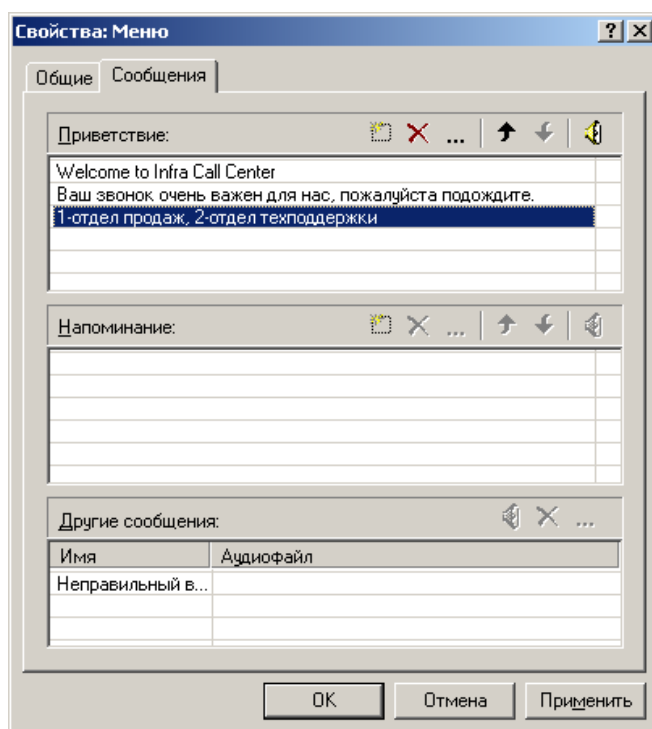 Свойства: Меню
Общие Сообщения
Приветствие: ...
Welcome to Infra Call Center
Ваш звонок очень важен для нас, пожалуйста подождите.
1-отдел продаж, 2-отдел техподдержки
Напоминание: ...
Другие сообщения: ...
Имя Аудиофайл
Неправильный в...
OK Отмена Применить